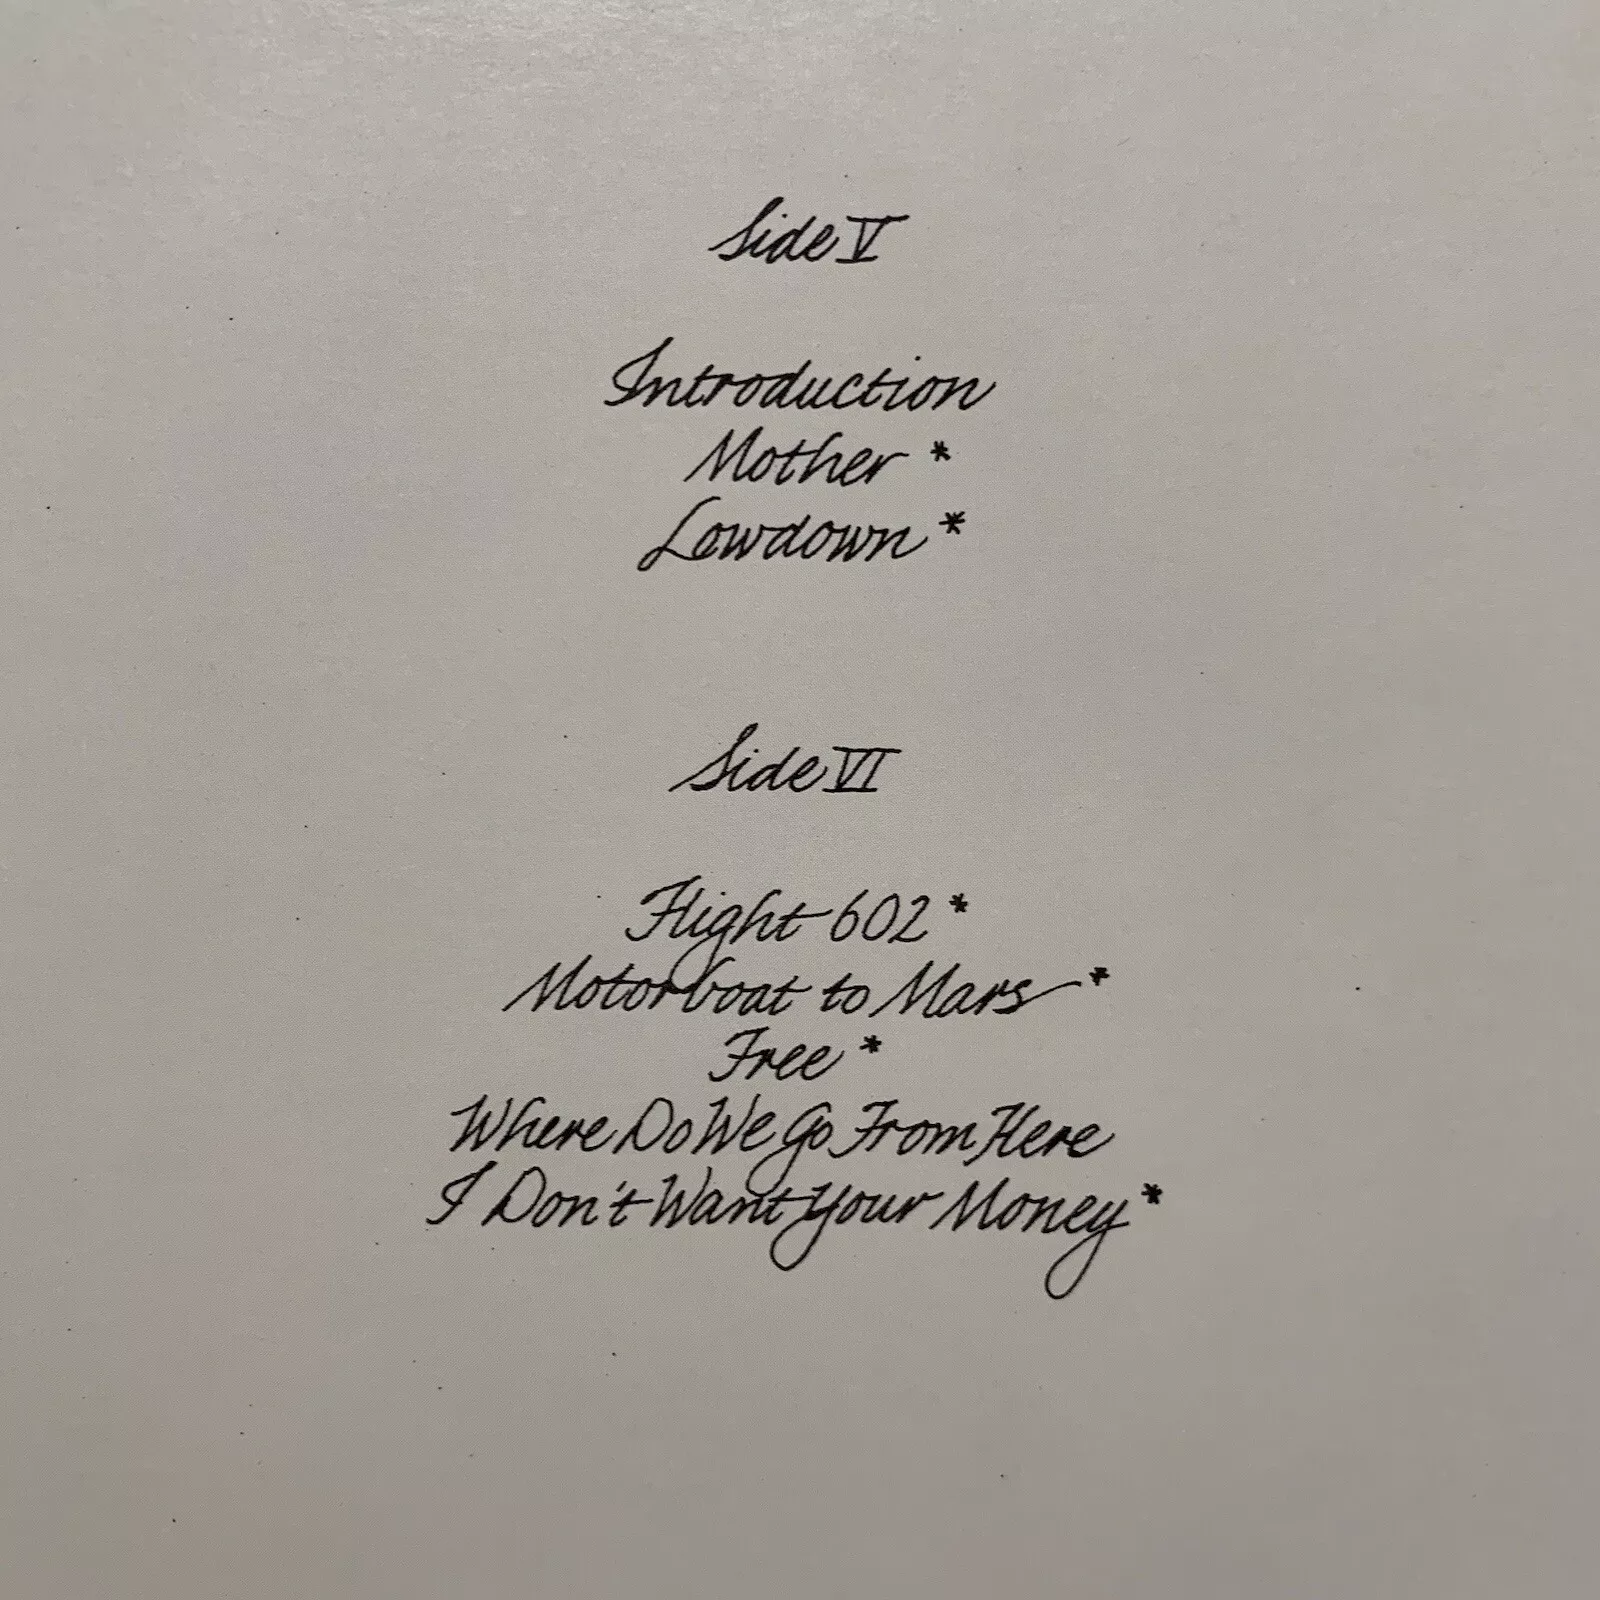 Side V
Introduction
Mother *
Lowdown *
Side VI
Flight 602 *
Motorboat to Mars *
Free *
Where Do We Go From Here
I Don't Want Your Money *